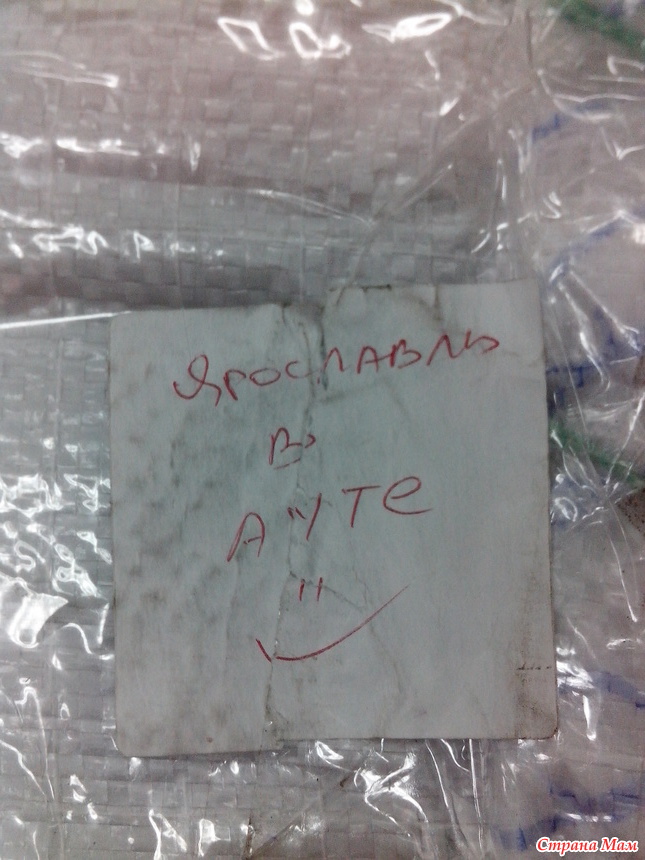 Ярославль
в
ауте
Страна Мам